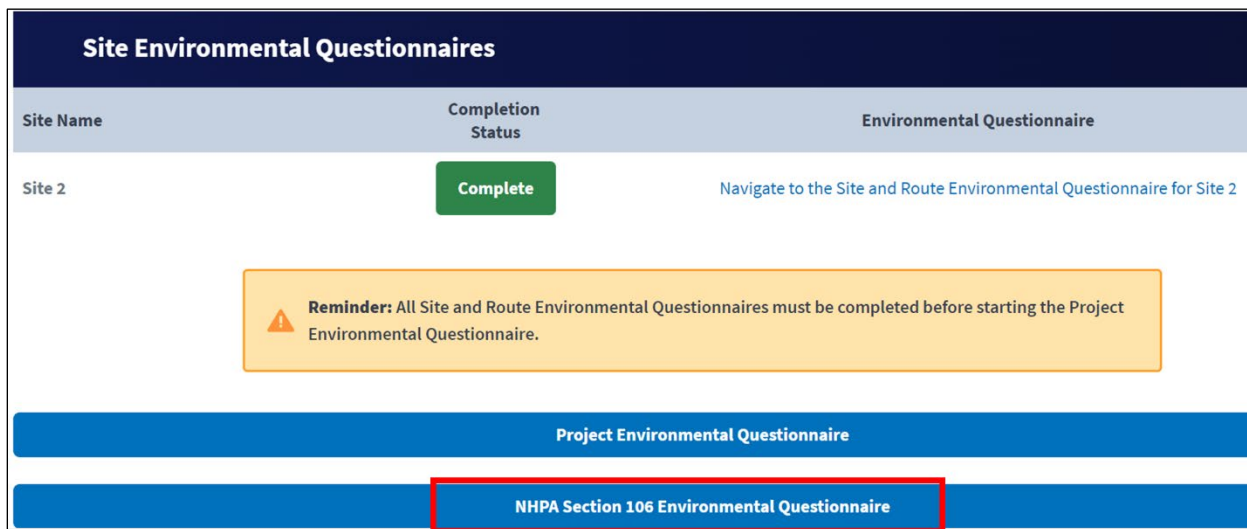 Site Environmental Questionnaires
Site Name
Completion
Status
Environmental Questionnaire
Site 2
Complete
Navigate to the Site and Route Environmental Questionnaire for Site 2
Reminder: All Site and Route Environmental Questionnaires must be completed before starting the Project
Environmental Questionnaire.
Project Environmental Questionnaire
NHPA Section 106 Environmental Questionnaire